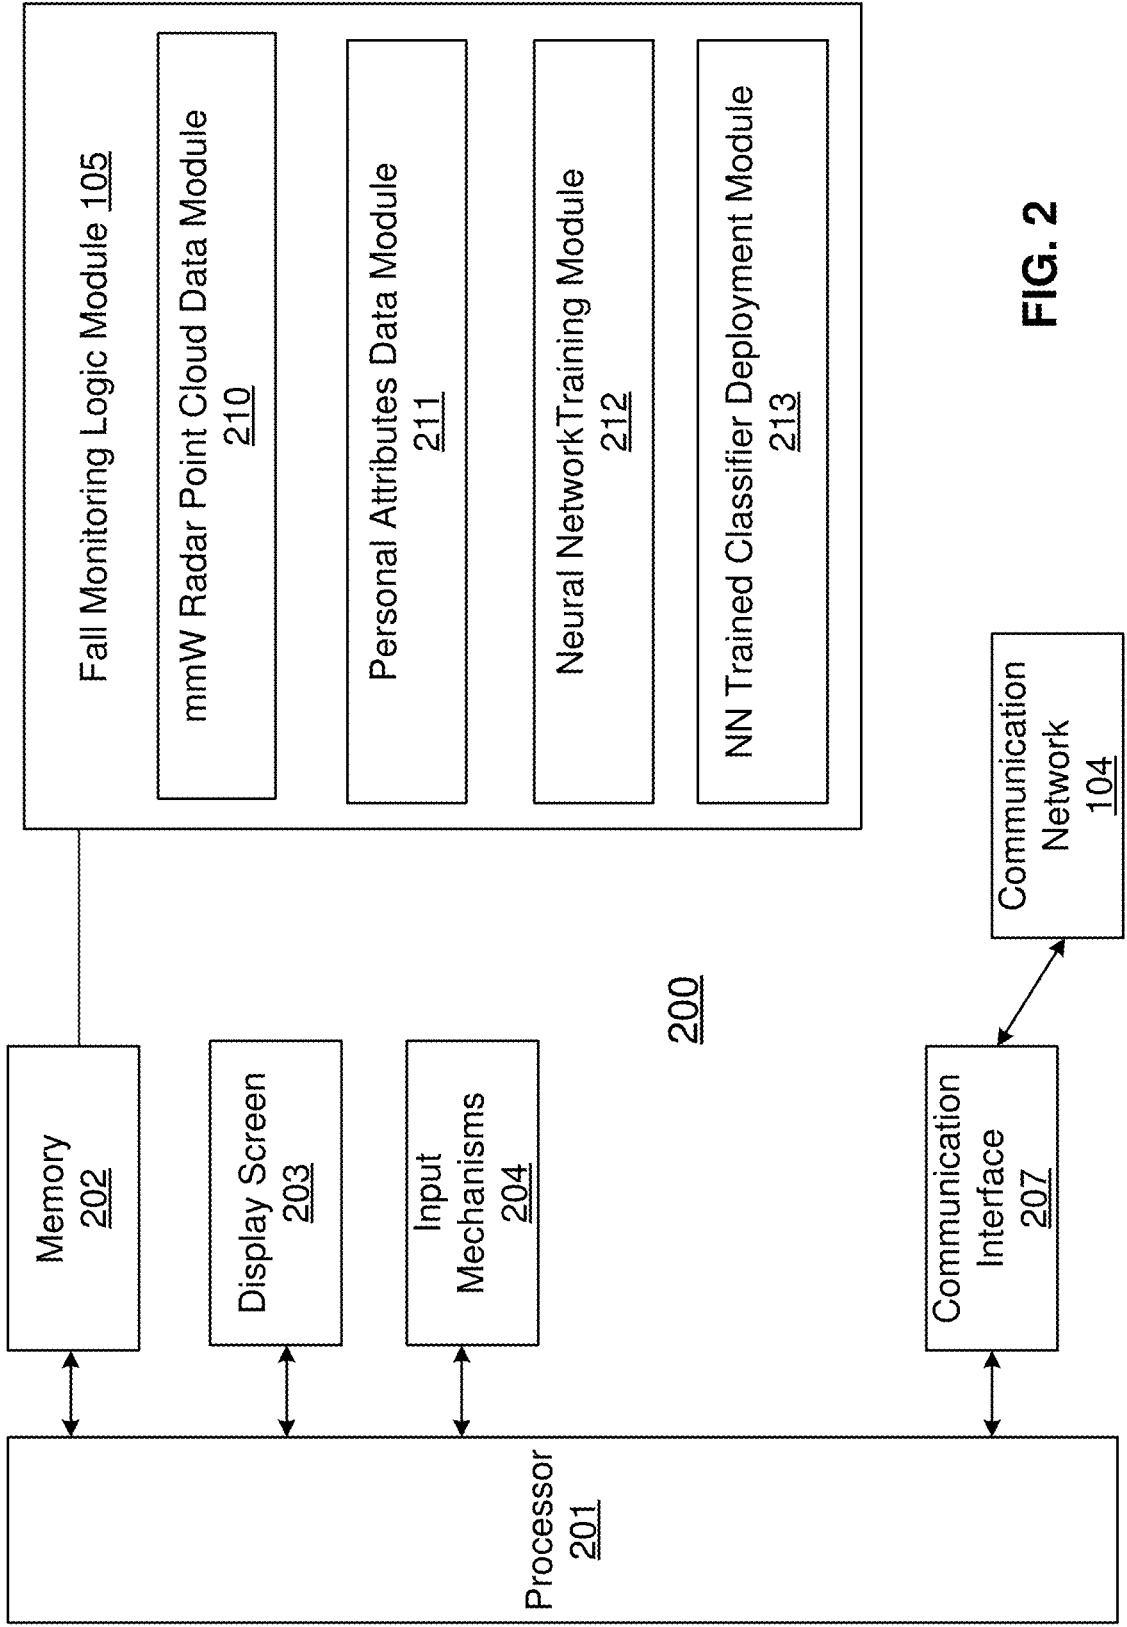 Processor
201
Memory
202
Display Screen
203
Input
Mechanisms
204
Communication
Interface
207
200
Communication
Network
104
Fall Monitoring Logic Module 105
mmW Radar Point Cloud Data Module
210
Personal Attributes Data Module
211
Neural NetworkTraining Module
212
NN Trained Classifier Deployment Module
213
FIG. 2